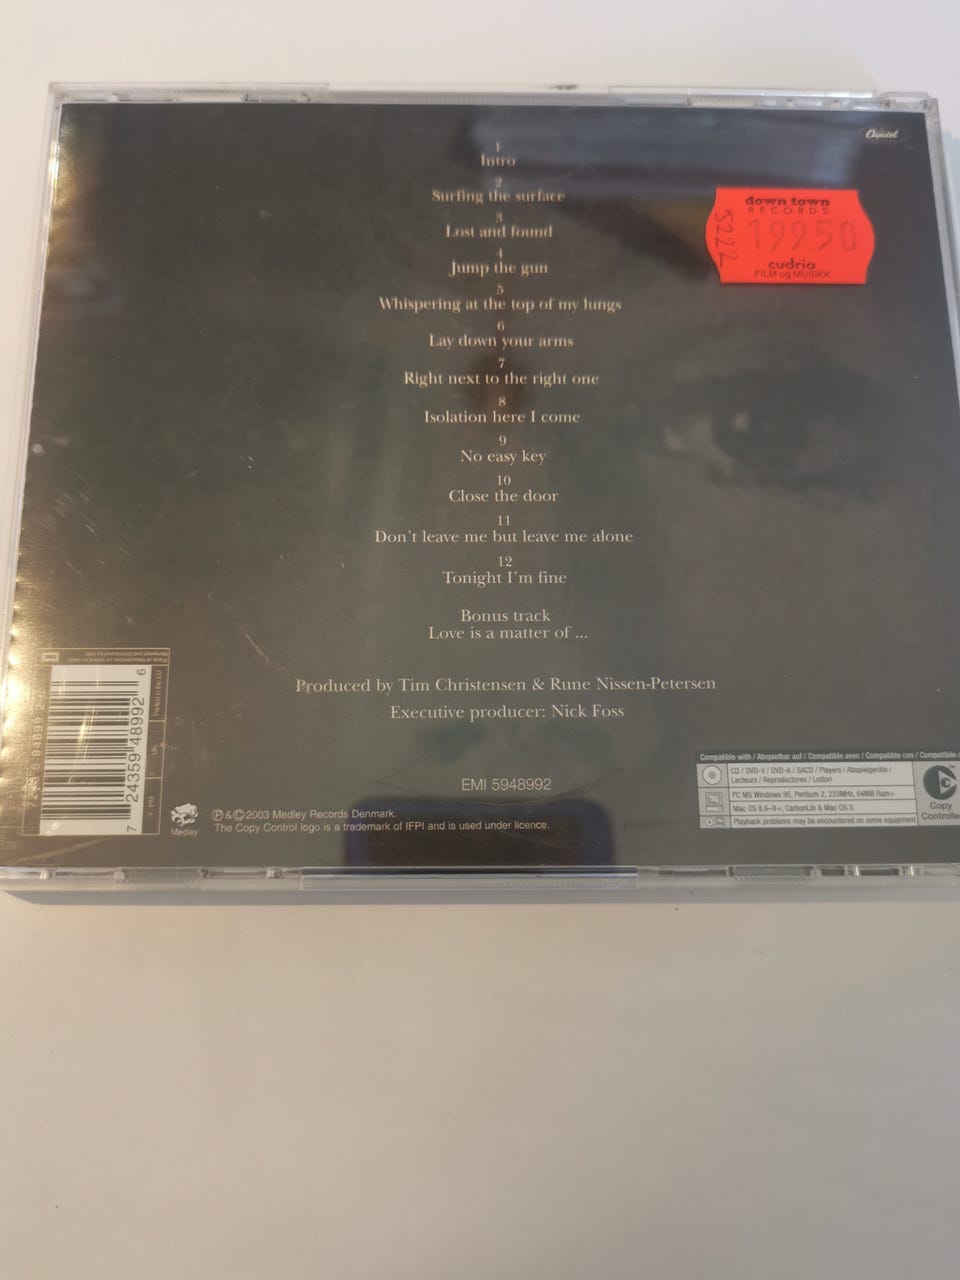 Capitol
1
Intro
2
Surfing the surface
3
Lost and found
4
Jump the gun
5
Whispering at the top of my lungs
6
Lay down your arms
7
Right next to the right one
8
Isolation here I come
9
No easy key
10
Close the door
11
Don't leave me but leave me alone
12
Tonight I'm fine
Bonus track
Love is a matter of ...
Produced by Tim Christensen & Rune Nissen-Petersen
Executive producer: Nick Foss
EMI 5948992
down town
RECORDS
5222
199.50
cudrio
FILM og MUSIKK
7 24359 48992 6
Medley
Ⓟ&©2003 Medley Records Denmark.
The Copy Control logo is a trademark of IFPI and is used under licence.
Compatible with / Abspielbar auf / Compatible avec / Compatible con / Compatibile
CD / DVD-V / DVD-A / SACD / Players / Abspielgeräte /
Lecteurs / Reproductores / Lettori
PC MS Windows 95, Pentium 2, 233MHz, 64MB Ram+
Mac OS 8.6-9+, CarbonLib & Mac OS X
Playback problems may be encountered on some equipment
Copy